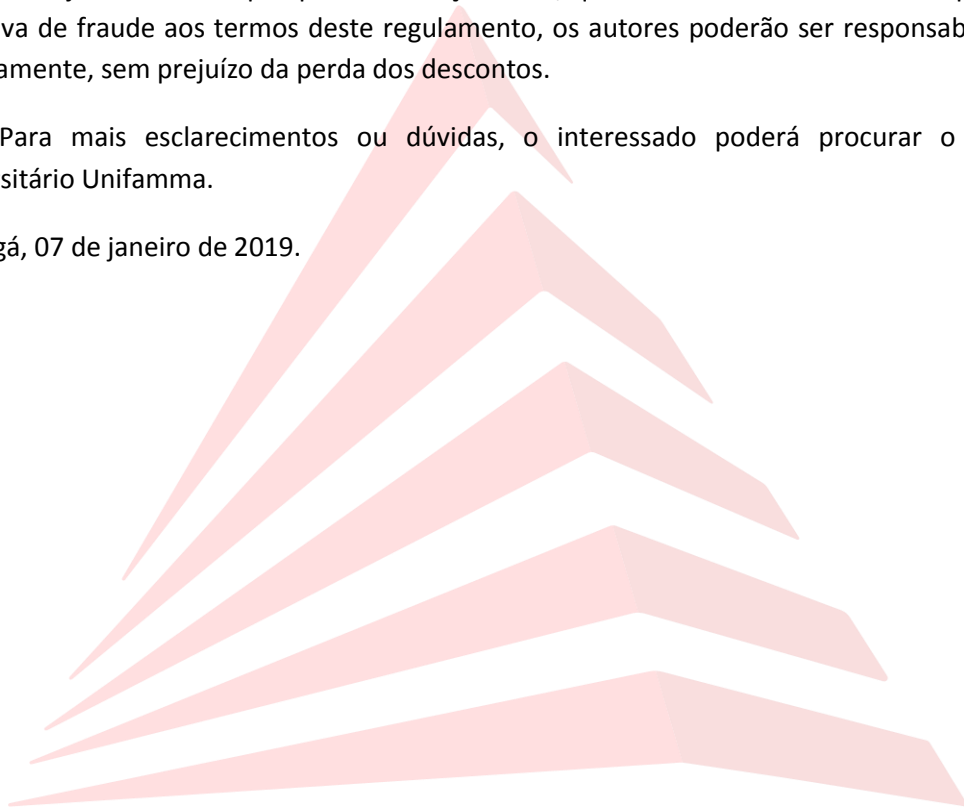 va de fraude aos termos deste regulamento, os autores poderão ser responsab
amente, sem prejuízo da perda dos descontos.
Para mais esclarecimentos ou dúvidas, o interessado poderá procurar o
sitário Unifamma.
gá, 07 de janeiro de 2019.